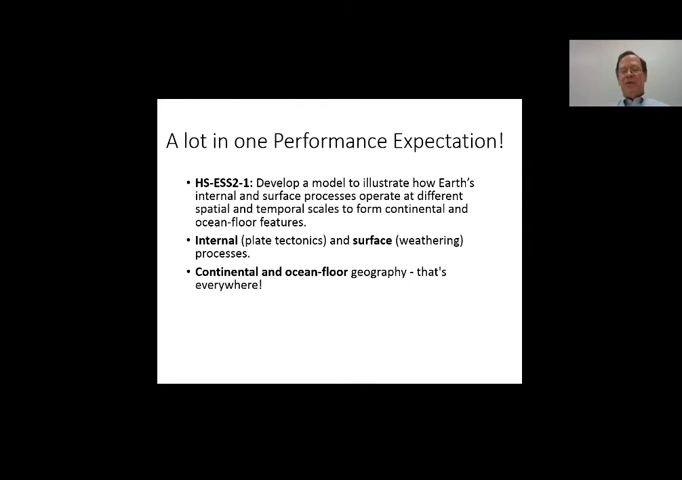 A lot in one Performance Expectation!
• HS-ESS2-1: Develop a model to illustrate how Earth's
internal and surface processes operate at different
spatial and temporal scales to form continental and
ocean-floor features.
• Internal (plate tectonics) and surface (weathering)
processes.
• Continental and ocean-floor geography - that's
everywhere!